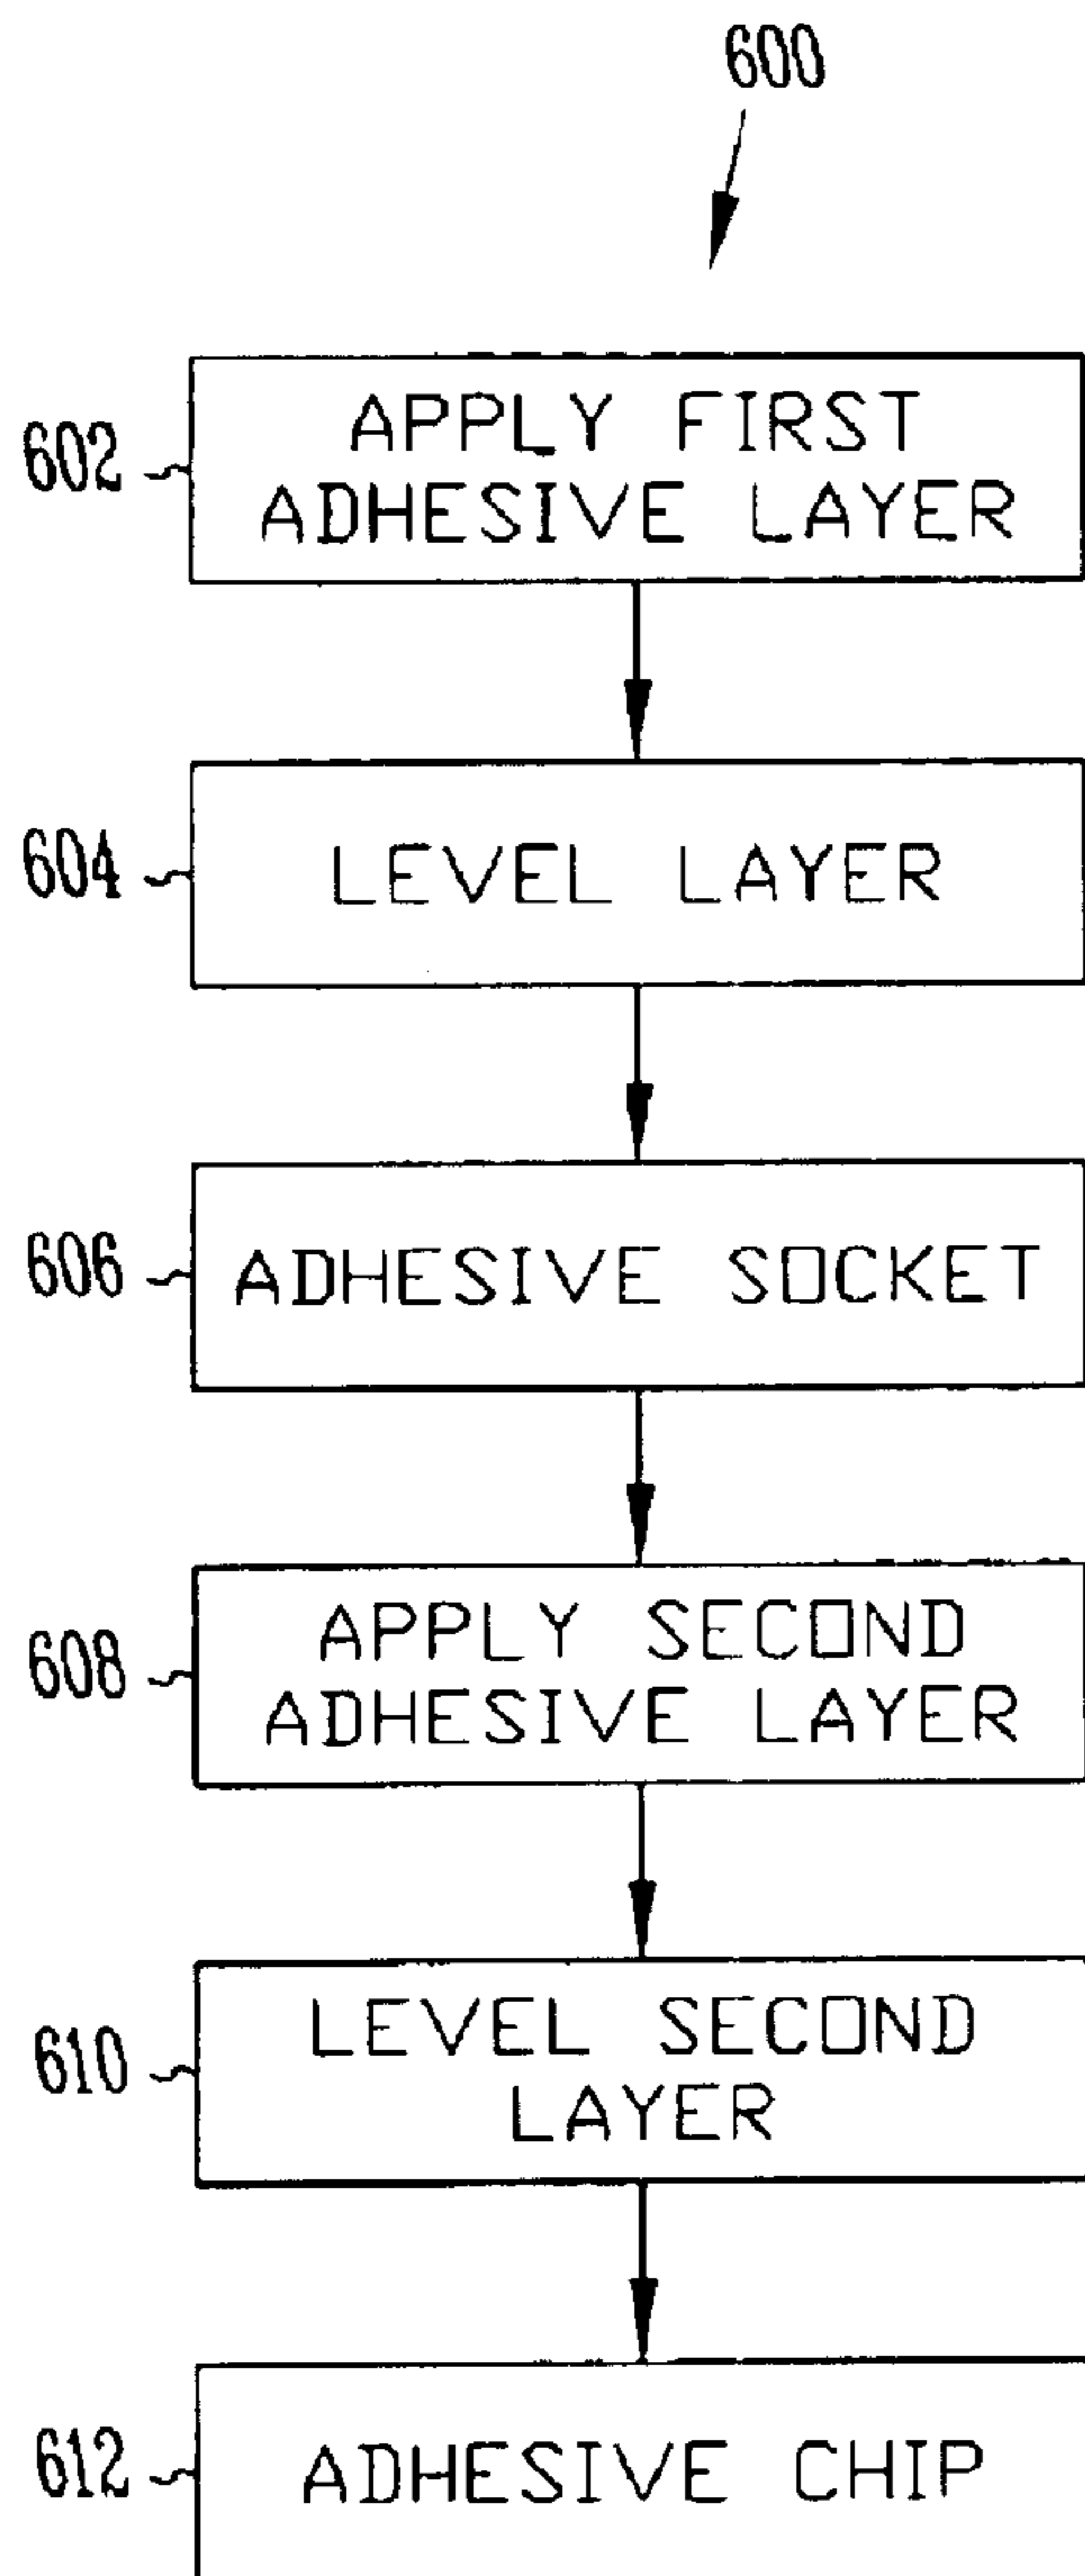 600
602
APPLY FIRST
ADHESIVE LAYER
604
LEVEL LAYER
606
ADHESIVE SOCKET
608
APPLY SECOND
ADHESIVE LAYER
610
LEVEL SECOND
LAYER
612
ADHESIVE CHIP